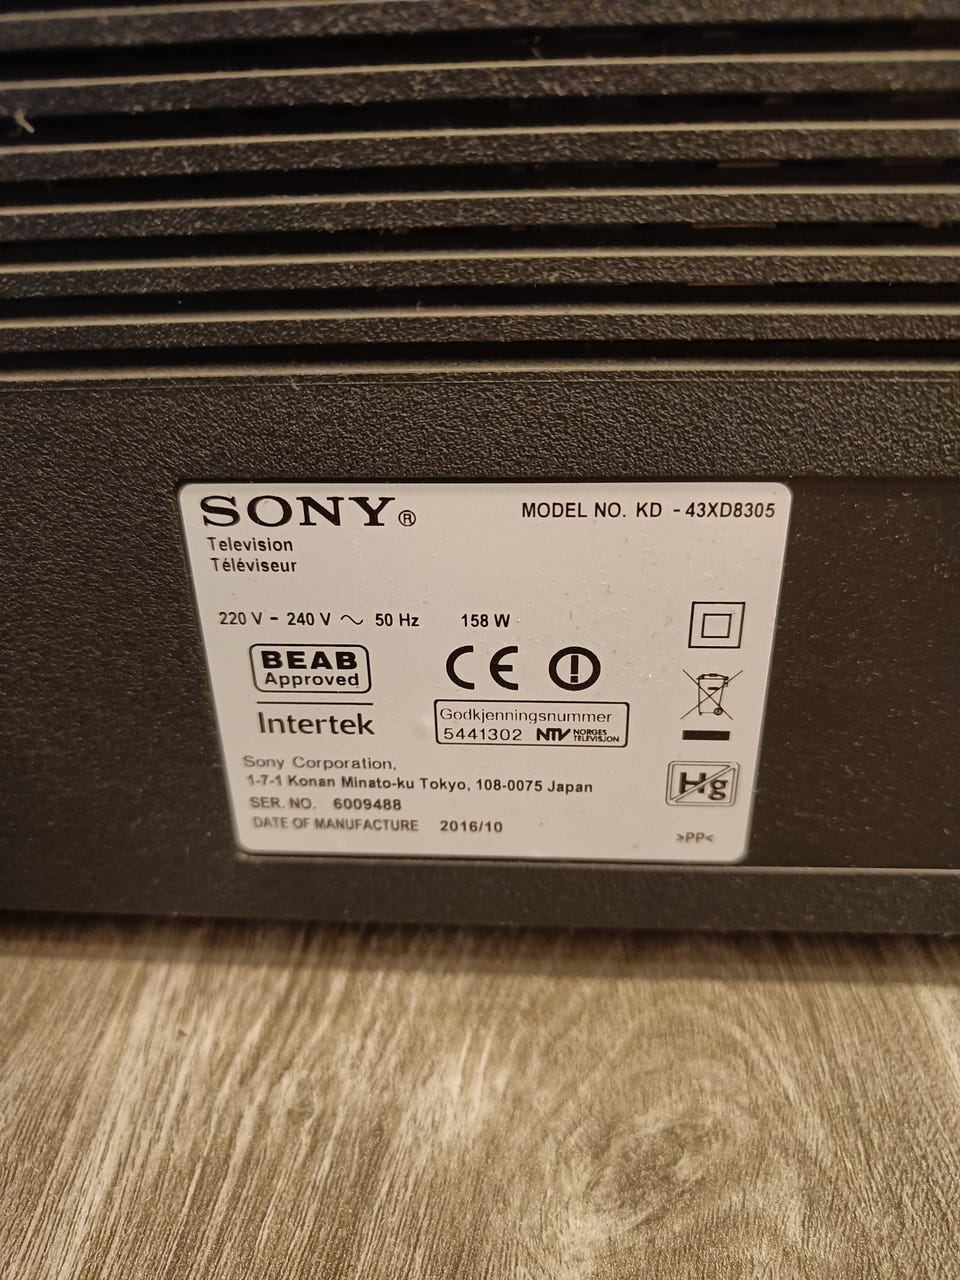 SONY®
MODEL NO. KD - 43XD8305
Television
Téléviseur
220 V - 240 V ~ 50 Hz 158 W
BEAB
Approved
Intertek
CE
Godkjenningsnummer
5441302 NTV NORGES TELEVISJON
Hg
Sony Corporation,
1-7-1 Konan Minato-ku Tokyo, 108-0075 Japan
SER. NO. 6009488
DATE OF MANUFACTURE 2016/10
>PP<